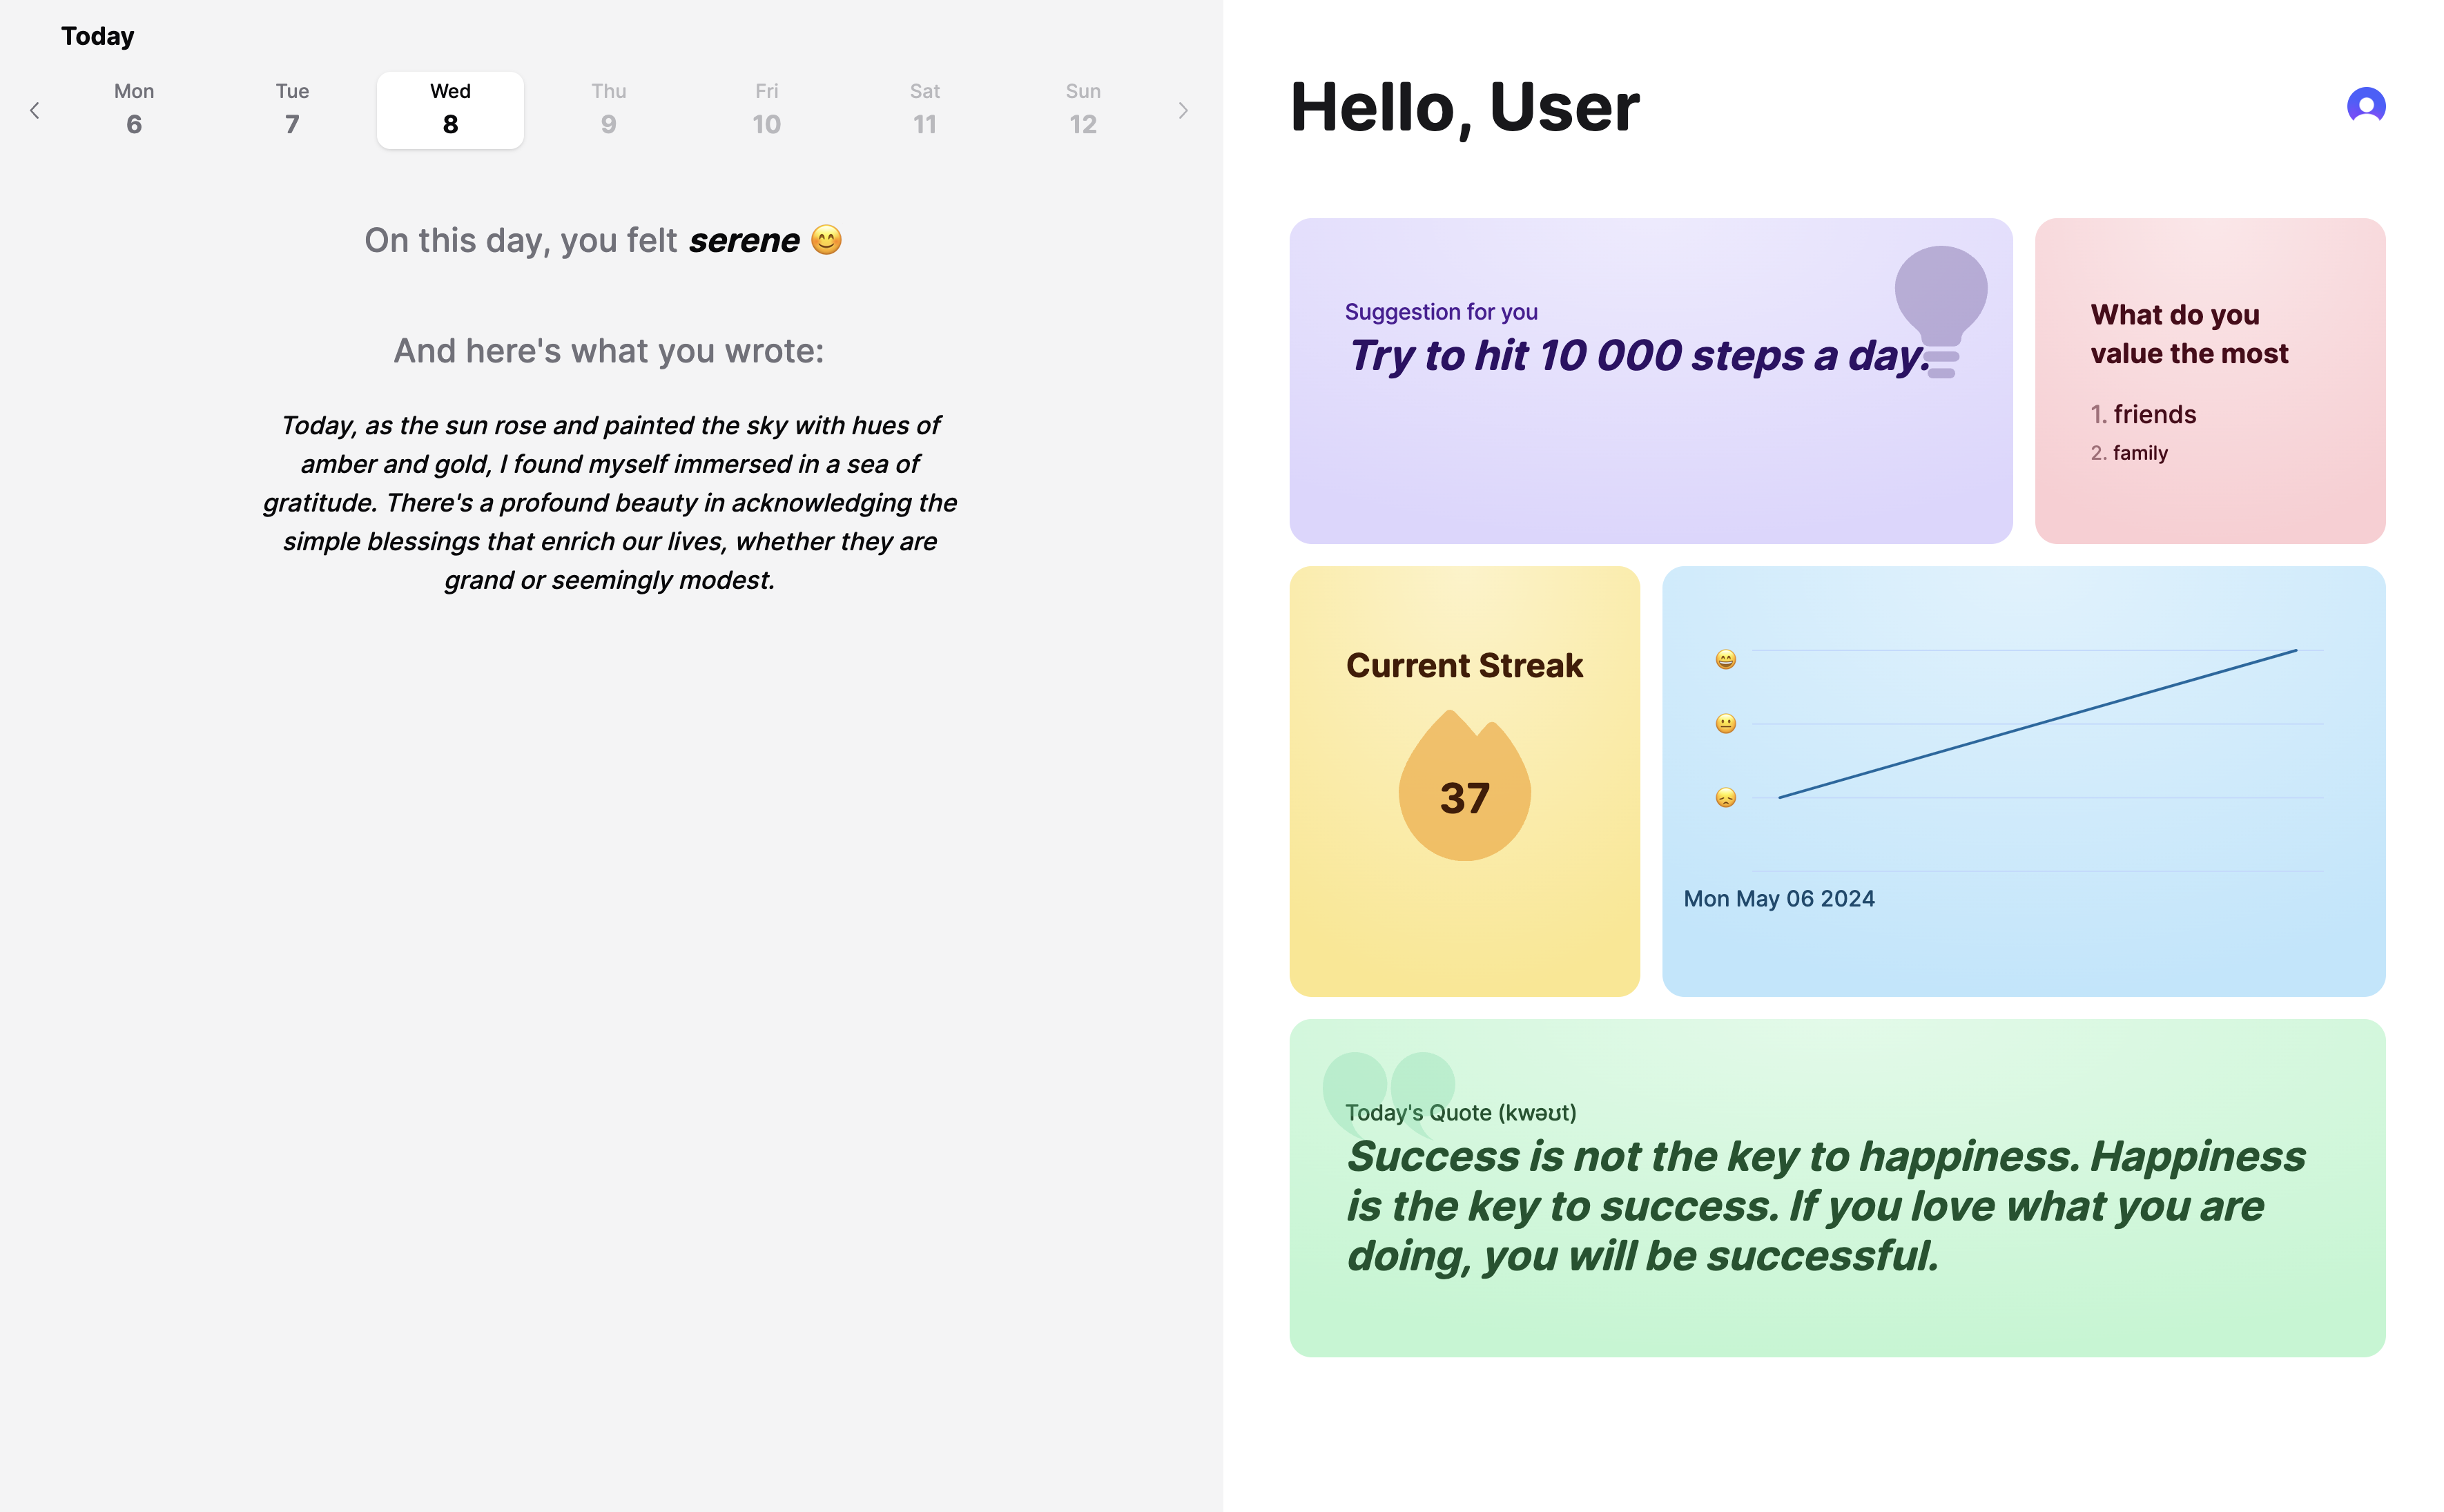 Today
Mon Tue Wed Thu Fri Sat Sun
6 7 8 9 10 11 12
On this day, you felt serene 😊
And here's what you wrote:
Today, as the sun rose and painted the sky with hues of
amber and gold, I found myself immersed in a sea of
gratitude. There's a profound beauty in acknowledging the
simple blessings that enrich our lives, whether they are
grand or seemingly modest.
Hello, User
Suggestion for you
Try to hit 10 000 steps a day.
What do you
value the most
1. friends
2. family
Current Streak
37
😄
😐
😞
Mon May 06 2024
Today's Quote (kwəʊt)
Success is not the key to happiness. Happiness
is the key to success. If you love what you are
doing, you will be successful.